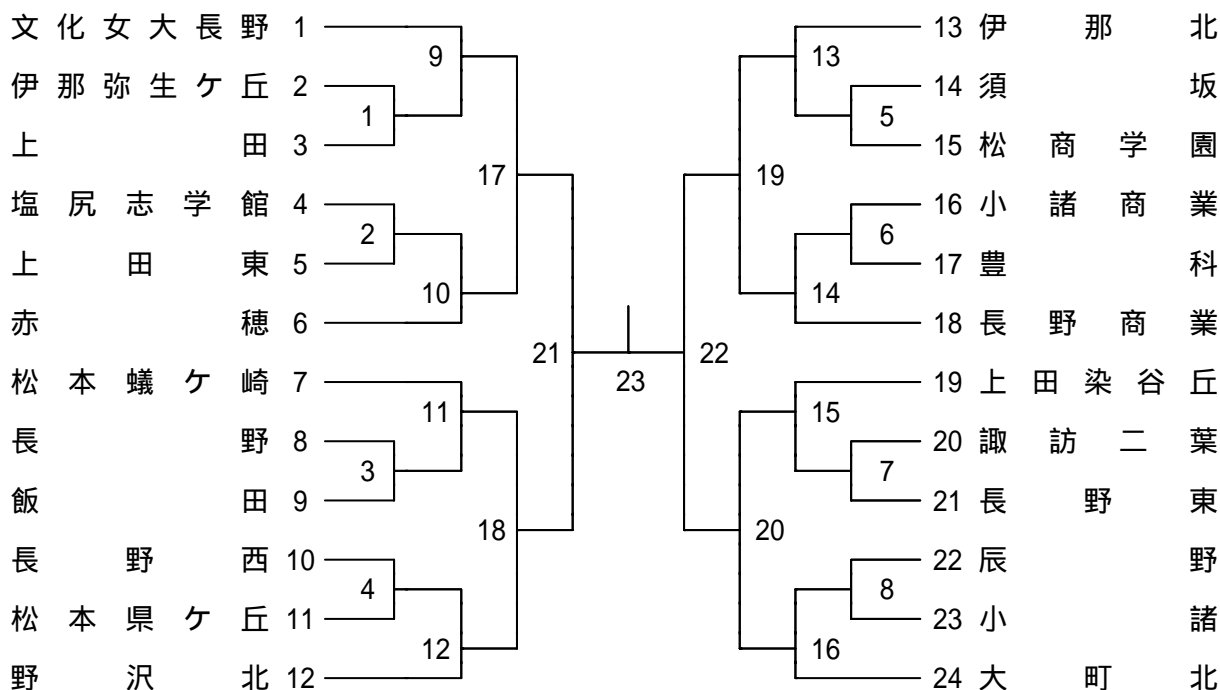 文化女大長野 1
9
伊那弥生ケ丘 2
1
上田 3
17
塩尻志学館 4
2
上田東 5
10
赤穂 6
21
松本蟻ケ崎 7
11
長野 8
3
飯田 9
18
長野西 10
4
松本県ケ丘 11
12
野沢北 12
23
13 伊那北
13
14 須坂
5
15 松商学園
19
16 小諸商業
6
17 豊科
14
18 長野商業
22
19 上田染谷丘
15
20 諏訪二葉
7
21 長野東
20
22 辰野
8
23 小諸
16
24 大町北